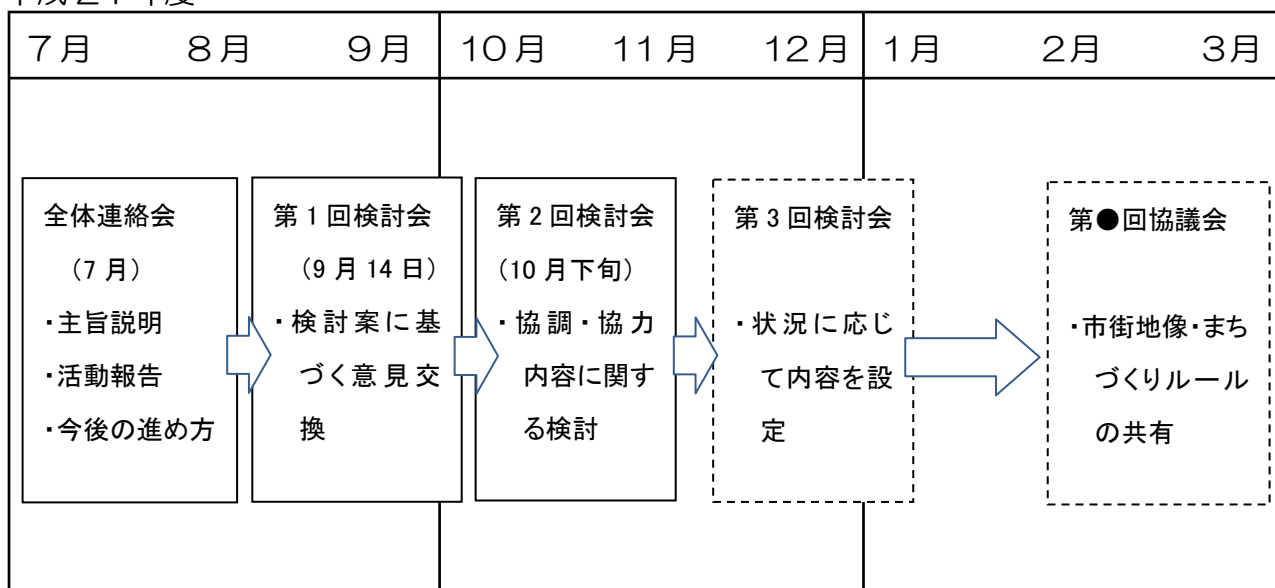 ７月 ８月 ９月 10月 11月 12月 １月 ２月 ３月
全体連絡会
（7 月）
・主旨説明
・活動報告
・今後の進め方
第 1 回検討会
（9 月 14 日）
・検討案に基
づく意見交
換
第 2 回検討会
（10 月下旬）
・協調・協力
内容に関す
る検討
第 3 回検討会
・状況に応じ
て内容を設
定
第●回協議会
・市街地像・まち
づくりルール
の共有